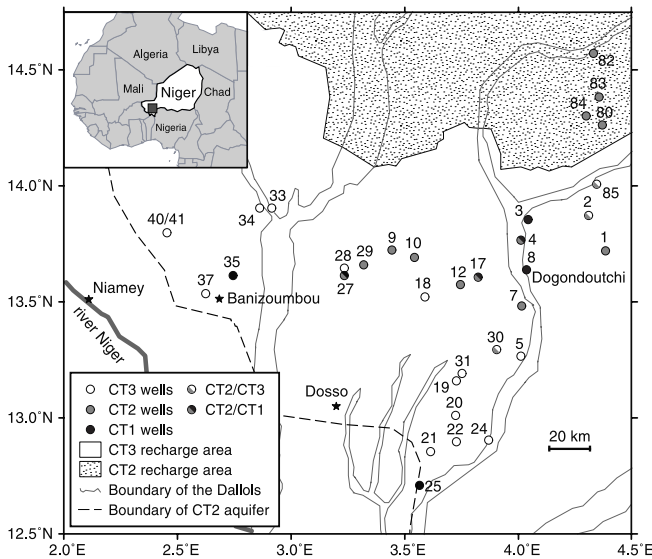 Algeria
Libya
Mali
Niger
Chad
Nigeria
14.5°N
14.0°N
13.5°N
13.0°N
12.5°N
2.0°E
2.5°E
3.0°E
3.5°E
4.0°E
4.5°E
82
83
84
80
85
33
34
2
3
40/41
1
9
10
4
28
29
17
8
35
27
12
Dogondoutchi
37
18
Niamey
Banizoumbou
7
river Niger
30
5
31
19
Dosso
20
22
24
21
25
20 km
CT3 wells
CT2/CT3
CT2 wells
CT2/CT1
CT1 wells
CT3 recharge area
CT2 recharge area
Boundary of the Dallols
Boundary of CT2 aquifer